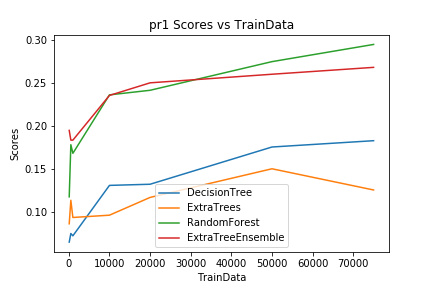 pr1 Scores vs TrainData
0.30
0.25
0.20
0.15
0.10
Scores
DecisionTree
ExtraTrees
RandomForest
ExtraTreeEnsemble
0 10000 20000 30000 40000 50000 60000 70000
TrainData